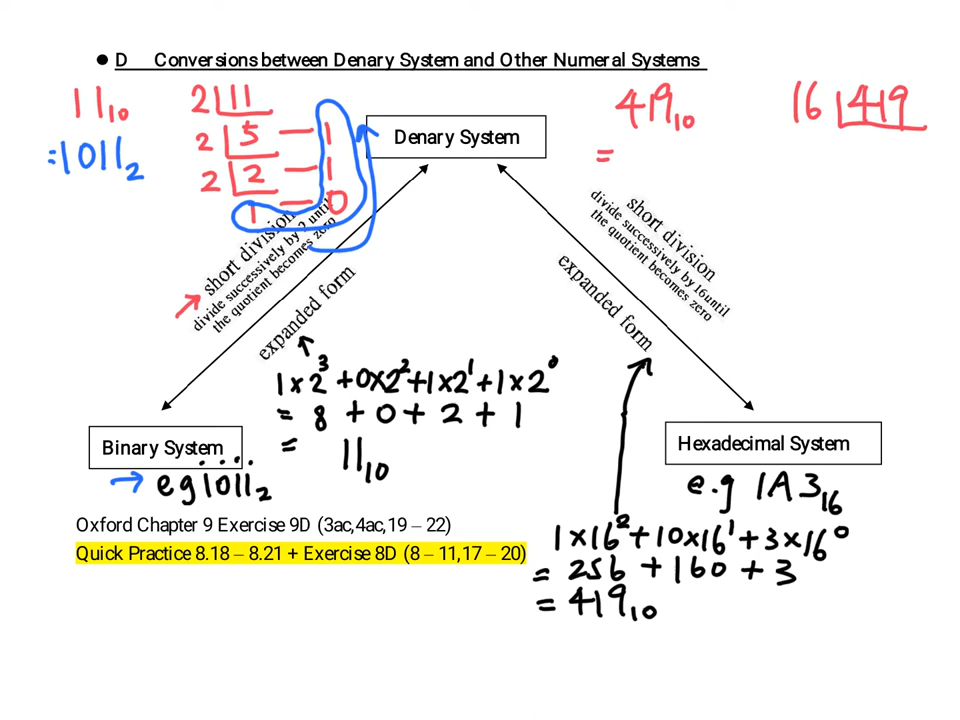 ● D Conversions between Denary System and Other Numeral Systems
11₁₀
=1011₂
2 11
2 5 — 1
2 2 — 1
1 — 0
Denary System
419₁₀
=
16 419
short division
divide successively by 2 until
the quotient becomes zero
expanded form
short division
divide successively by 16until
the quotient becomes zero
expanded form
1×2³+0×2²+1×2¹+1×2⁰
= 8 + 0 + 2 + 1
= 11₁₀
Binary System
→ eg 1011₂
Hexadecimal System
e.g 1A3₁₆
1×16²+10×16¹+3×16⁰
= 256 + 160 + 3
= 419₁₀
Oxford Chapter 9 Exercise 9D (3ac,4ac,19 – 22)
Quick Practice 8.18 – 8.21 + Exercise 8D (8 – 11,17 – 20)